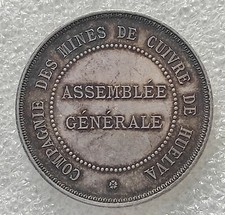 COMPAGNIE DES MINES DE CUIVRE DE HUELVA
ASSEMBLÉE
GÉNÉRALE